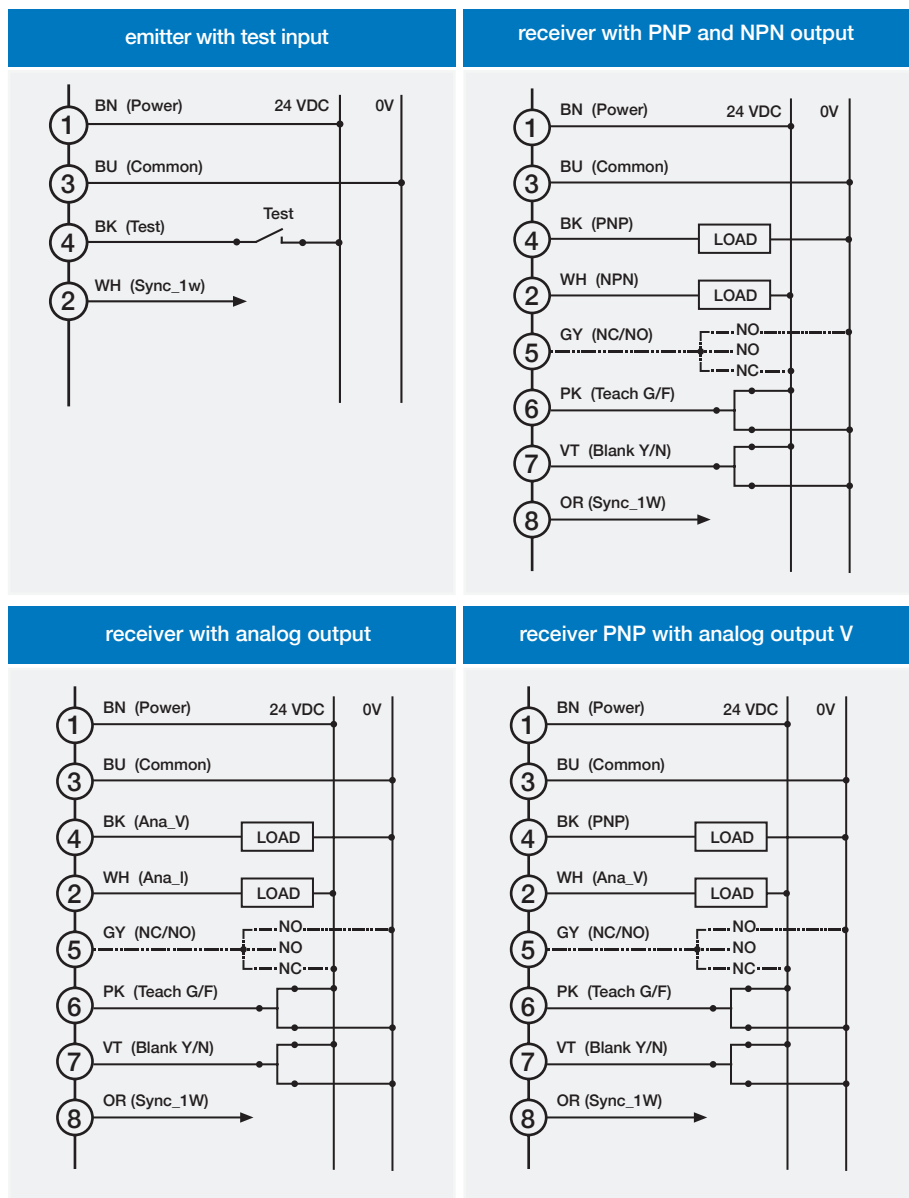 emitter with test input
BN (Power) 24 VDC 0V
1
BU (Common)
3
Test
BK (Test)
4
WH (Sync_1w)
2
receiver with PNP and NPN output
BN (Power) 24 VDC 0V
1
BU (Common)
3
BK (PNP)
4 LOAD
WH (NPN)
2 LOAD
NO
GY (NC/NO)
5 NO
NC
PK (Teach G/F)
6
VT (Blank Y/N)
7
OR (Sync_1W)
8
receiver with analog output
BN (Power) 24 VDC 0V
1
BU (Common)
3
BK (Ana_V)
4 LOAD
WH (Ana_I)
2 LOAD
NO
GY (NC/NO)
5 NO
NC
PK (Teach G/F)
6
VT (Blank Y/N)
7
OR (Sync_1W)
8
receiver PNP with analog output V
BN (Power) 24 VDC 0V
1
BU (Common)
3
BK (PNP)
4 LOAD
WH (Ana_V)
2 LOAD
NO
GY (NC/NO)
5 NO
NC
PK (Teach G/F)
6
VT (Blank Y/N)
7
OR (Sync_1W)
8